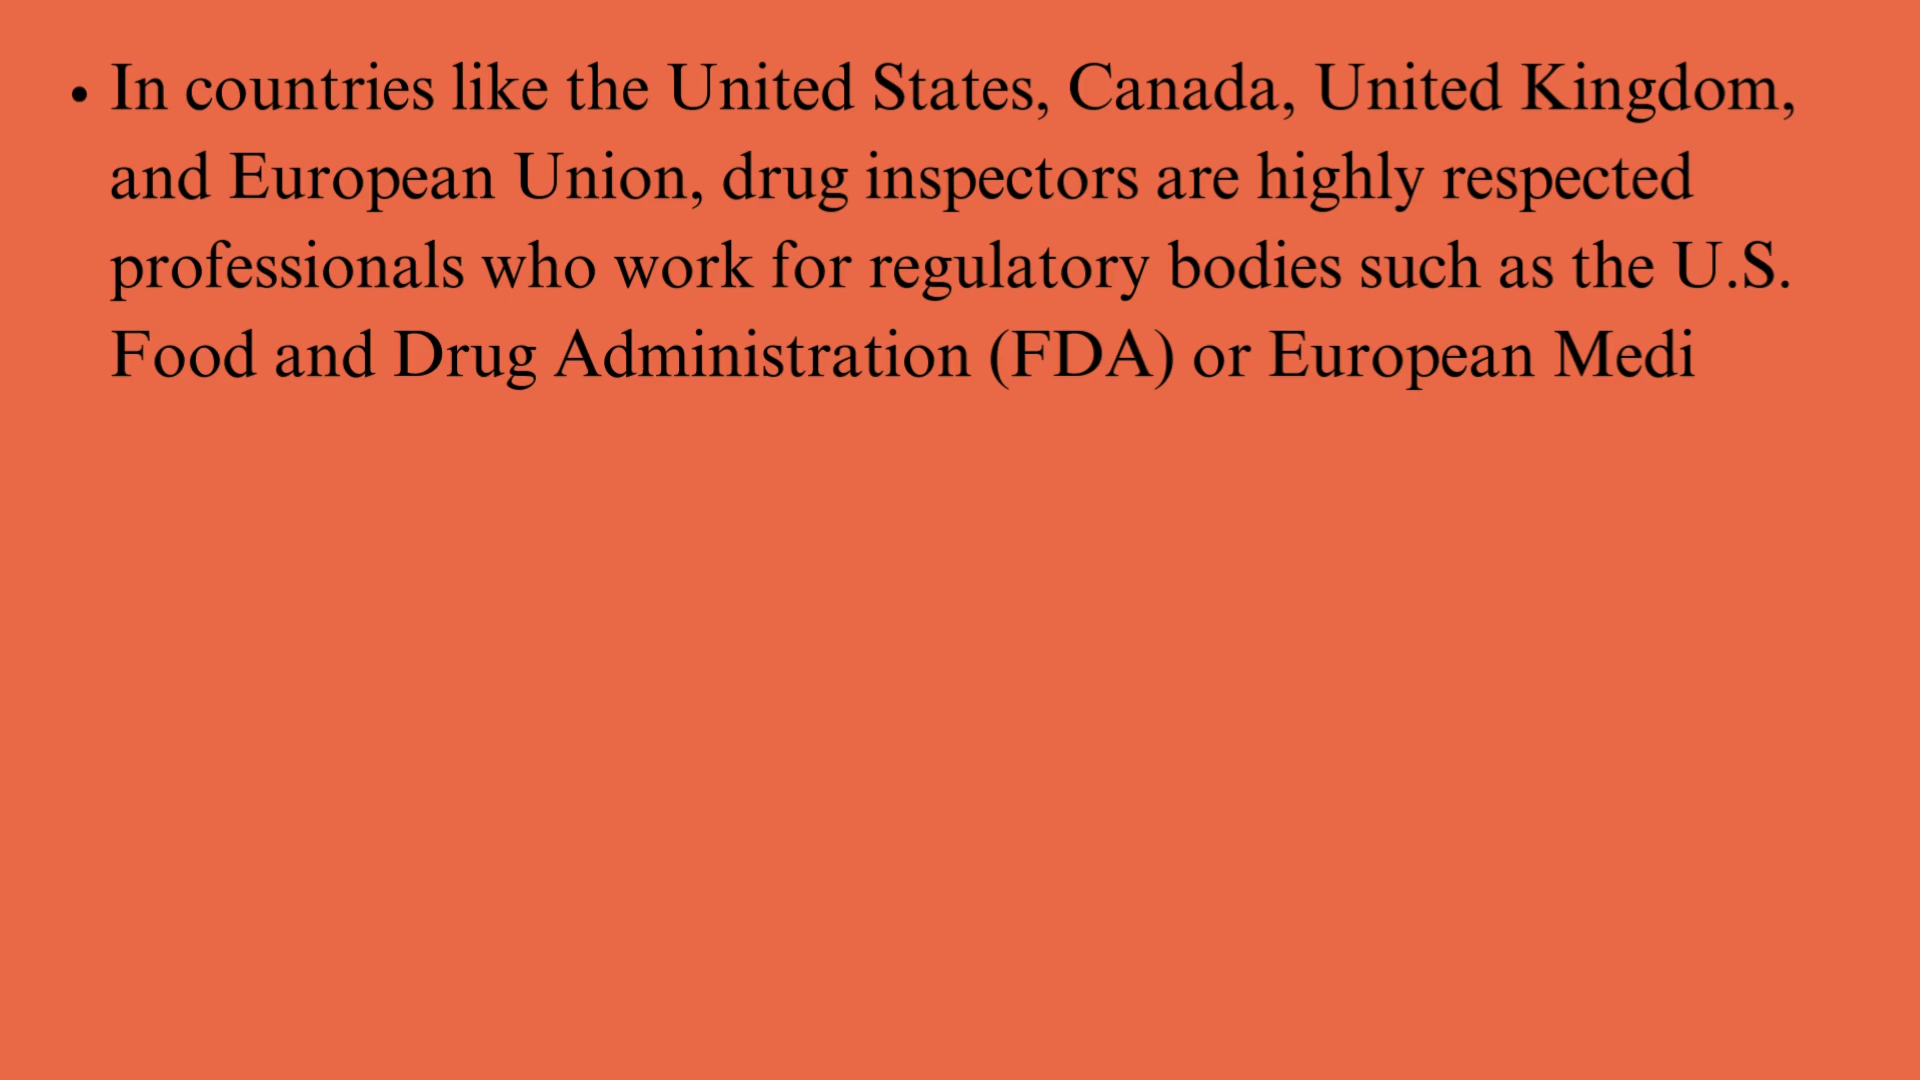 • In countries like the United States, Canada, United Kingdom,
and European Union, drug inspectors are highly respected
professionals who work for regulatory bodies such as the U.S.
Food and Drug Administration (FDA) or European Medi